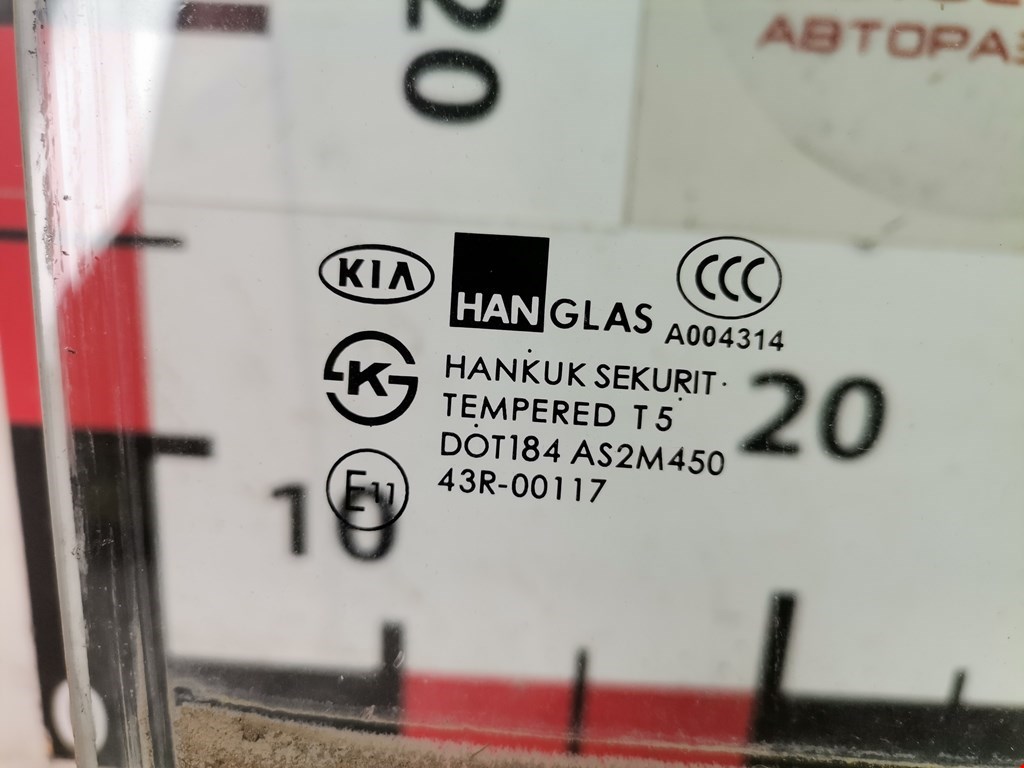 20
АВТОРАЗ
KIA
HANGLAS
CCC
A004314
K
HANKUK SEKURIT
TEMPERED T5
DOT184 AS2M450
20
E11
43R-00117
10